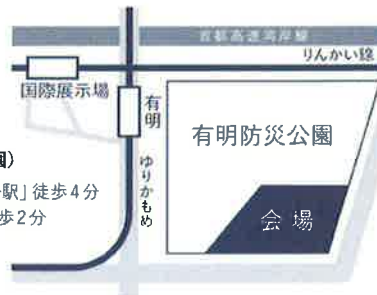 首都高速湾岸線
りんかい線
国際展示場
有明
ゆりかもめ
有明防災公園
会場
園）
駅」徒歩4分
歩2分